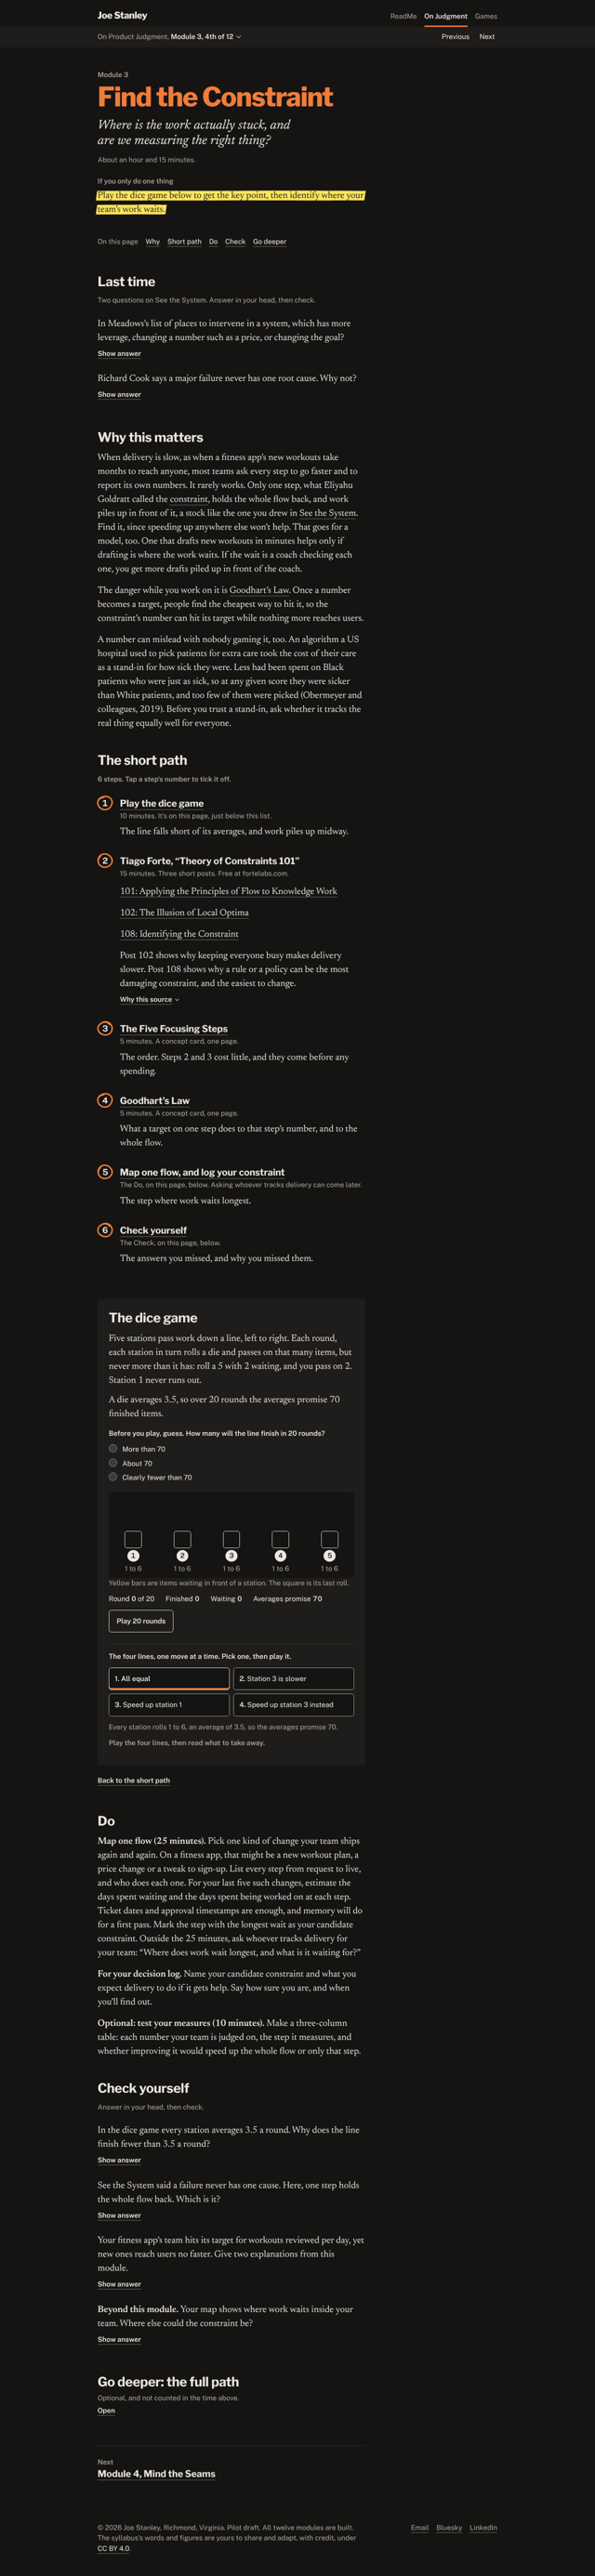 Joe Stanley
ReadMe On Judgment Games
On Product Judgment, Module 3, 4th of 12
Previous Next
Module 3
Find the Constraint
Where is the work actually stuck, and
are we measuring the right thing?
About an hour and 15 minutes.
If you only do one thing
Play the dice game below to get the key point, then identify where your
team's work waits.
On this page Why Short path Do Check Go deeper
Last time
Two questions on See the System. Answer in your head, then check.
In Meadows's list of places to intervene in a system, which has more
leverage, changing a number such as a price, or changing the goal?
Show answer
Richard Cook says a major failure never has one root cause. Why not?
Show answer
Why this matters
When delivery is slow, as when a fitness app's new workouts take
months to reach anyone, most teams ask every step to go faster and to
report its own numbers. It rarely works. Only one step, what Eliyahu
Goldratt called the constraint, holds the whole flow back, and work
piles up in front of it, a stock like the one you drew in See the System.
Find it, since speeding up anywhere else won't help. That goes for a
model, too. One that drafts new workouts in minutes helps only if
drafting is where the work waits. If the wait is a coach checking each
one, you get more drafts piled up in front of the coach.
The danger while you work on it is Goodhart's Law. Once a number
becomes a target, people find the cheapest way to hit it, so the
constraint's number can hit its target while nothing more reaches users.
A number can mislead with nobody gaming it, too. An algorithm a US
hospital used to pick patients for extra care took the cost of their care
as a stand-in for how sick they were. Less had been spent on Black
patients who were just as sick, so at any given score they were sicker
than White patients, and too few of them were picked (Obermeyer and
colleagues, 2019). Before you trust a stand-in, ask whether it tracks the
real thing equally well for everyone.
The short path
6 steps. Tap a step's number to tick it off.
1 Play the dice game
10 minutes. It's on this page, just below this list.
The line falls short of its averages, and work piles up midway.
2 Tiago Forte, “Theory of Constraints 101”
15 minutes. Three short posts. Free at fortelabs.com.
101: Applying the Principles of Flow to Knowledge Work
102: The Illusion of Local Optima
108: Identifying the Constraint
Post 102 shows why keeping everyone busy makes delivery
slower. Post 108 shows why a rule or a policy can be the most
damaging constraint, and the easiest to change.
Why this source
3 The Five Focusing Steps
5 minutes. A concept card, one page.
The order. Steps 2 and 3 cost little, and they come before any
spending.
4 Goodhart's Law
5 minutes. A concept card, one page.
What a target on one step does to that step's number, and to the
whole flow.
5 Map one flow, and log your constraint
The Do, on this page, below. Asking whoever tracks delivery can come later.
The step where work waits longest.
6 Check yourself
The Check, on this page, below.
The answers you missed, and why you missed them.
The dice game
Five stations pass work down a line, left to right. Each round,
each station in turn rolls a die and passes on that many items, but
never more than it has: roll a 5 with 2 waiting, and you pass on 2.
Station 1 never runs out.
A die averages 3.5, so over 20 rounds the averages promise 70
finished items.
Before you play, guess. How many will the line finish in 20 rounds?
More than 70
About 70
Clearly fewer than 70
1 2 3 4 5
1 to 6 1 to 6 1 to 6 1 to 6 1 to 6
Yellow bars are items waiting in front of a station. The square is its last roll.
Round 0 of 20 Finished 0 Waiting 0 Averages promise 70
Play 20 rounds
The four lines, one move at a time. Pick one, then play it.
1. All equal 2. Station 3 is slower
3. Speed up station 1 4. Speed up station 3 instead
Every station rolls 1 to 6, an average of 3.5, so the averages promise 70.
Play the four lines, then read what to take away.
Back to the short path
Do
Map one flow (25 minutes). Pick one kind of change your team ships
again and again. On a fitness app, that might be a new workout plan, a
price change or a tweak to sign-up. List every step from request to live,
and who does each one. For your last five such changes, estimate the
days spent waiting and the days spent being worked on at each step.
Ticket dates and approval timestamps are enough, and memory will do
for a first pass. Mark the step with the longest wait as your candidate
constraint. Outside the 25 minutes, ask whoever tracks delivery for
your team: “Where does work wait longest, and what is it waiting for?”
For your decision log. Name your candidate constraint and what you
expect delivery to do if it gets help. Say how sure you are, and when
you'll find out.
Optional: test your measures (10 minutes). Make a three-column
table: each number your team is judged on, the step it measures, and
whether improving it would speed up the whole flow or only that step.
Check yourself
Answer in your head, then check.
In the dice game every station averages 3.5 a round. Why does the line
finish fewer than 3.5 a round?
Show answer
See the System said a failure never has one cause. Here, one step holds
the whole flow back. Which is it?
Show answer
Your fitness app's team hits its target for workouts reviewed per day, yet
new ones reach users no faster. Give two explanations from this
module.
Show answer
Beyond this module. Your map shows where work waits inside your
team. Where else could the constraint be?
Show answer
Go deeper: the full path
Optional, and not counted in the time above.
Open
Next
Module 4, Mind the Seams
© 2026 Joe Stanley, Richmond, Virginia. Pilot draft. All twelve modules are built.
The syllabus's words and figures are yours to share and adapt, with credit, under
CC BY 4.0.
Email Bluesky LinkedIn